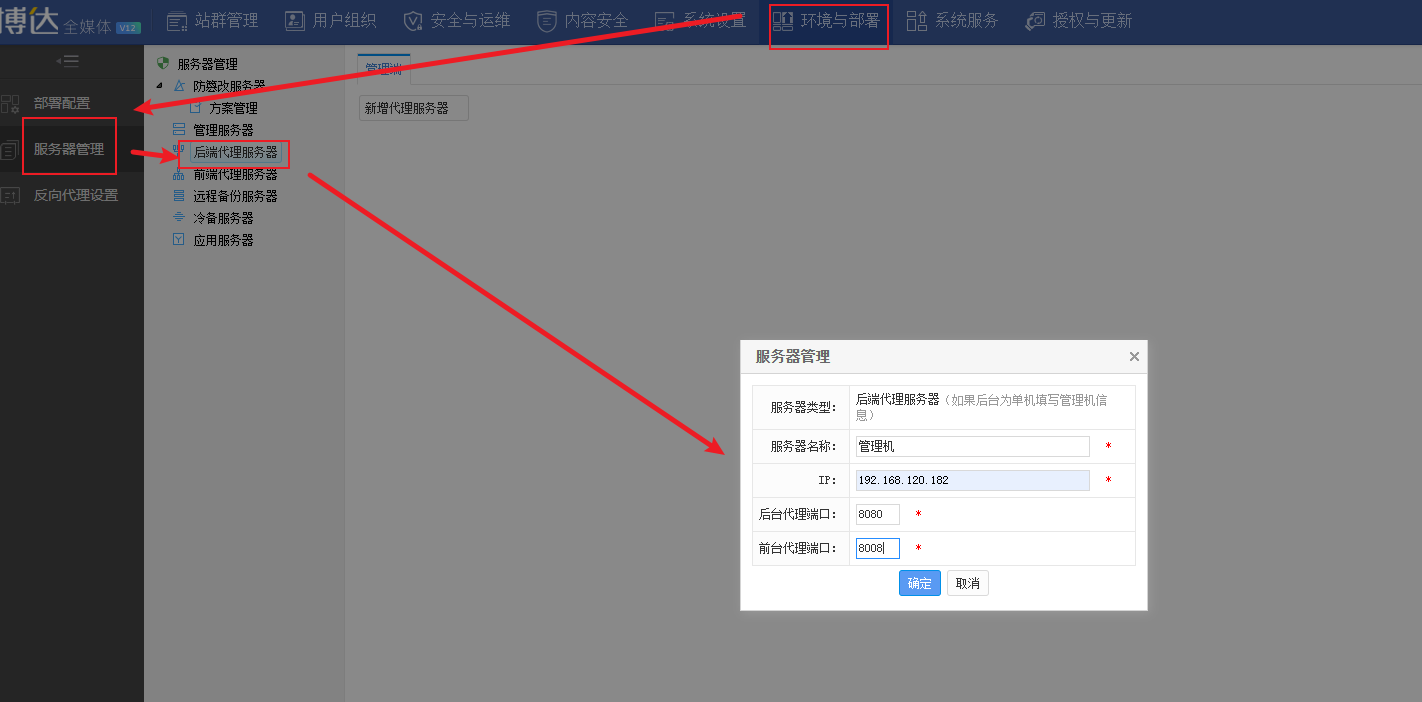 博达 全媒体 V12
站群管理
用户组织
安全与运维
内容安全
系统设置
环境与部署
系统服务
授权与更新
部署配置
服务器管理
反向代理设置
服务器管理
防篡改服务器
方案管理
管理服务器
后端代理服务器
前端代理服务器
远程备份服务器
冷备服务器
应用服务器
管理端
新增代理服务器
服务器管理
服务器类型：
后端代理服务器（如果后台为单机填写管理机信
息）
服务器名称：
管理机
*
IP：
192.168.120.182
*
后台代理端口：
8080
*
前台代理端口：
8008
*
确定
取消